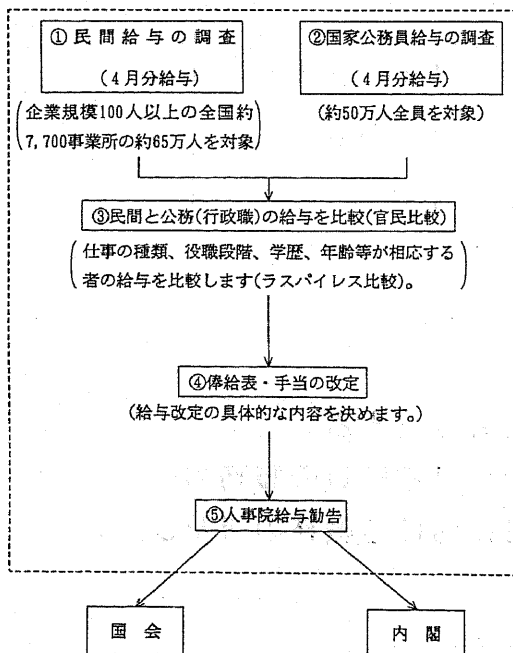 ①民間給与の調査
(4月分給与)
(企業規模100人以上の全国約
7,700事業所の約65万人を対象)
②国家公務員給与の調査
(4月分給与)
(約50万人全員を対象)
③民間と公務(行政職)の給与を比較(官民比較)
(仕事の種類、役職段階、学歴、年齢等が相応する
者の給与を比較します(ラスパイレス比較)。)
④俸給表・手当の改定
(給与改定の具体的な内容を決めます。)
⑤人事院給与勧告
国会
内閣